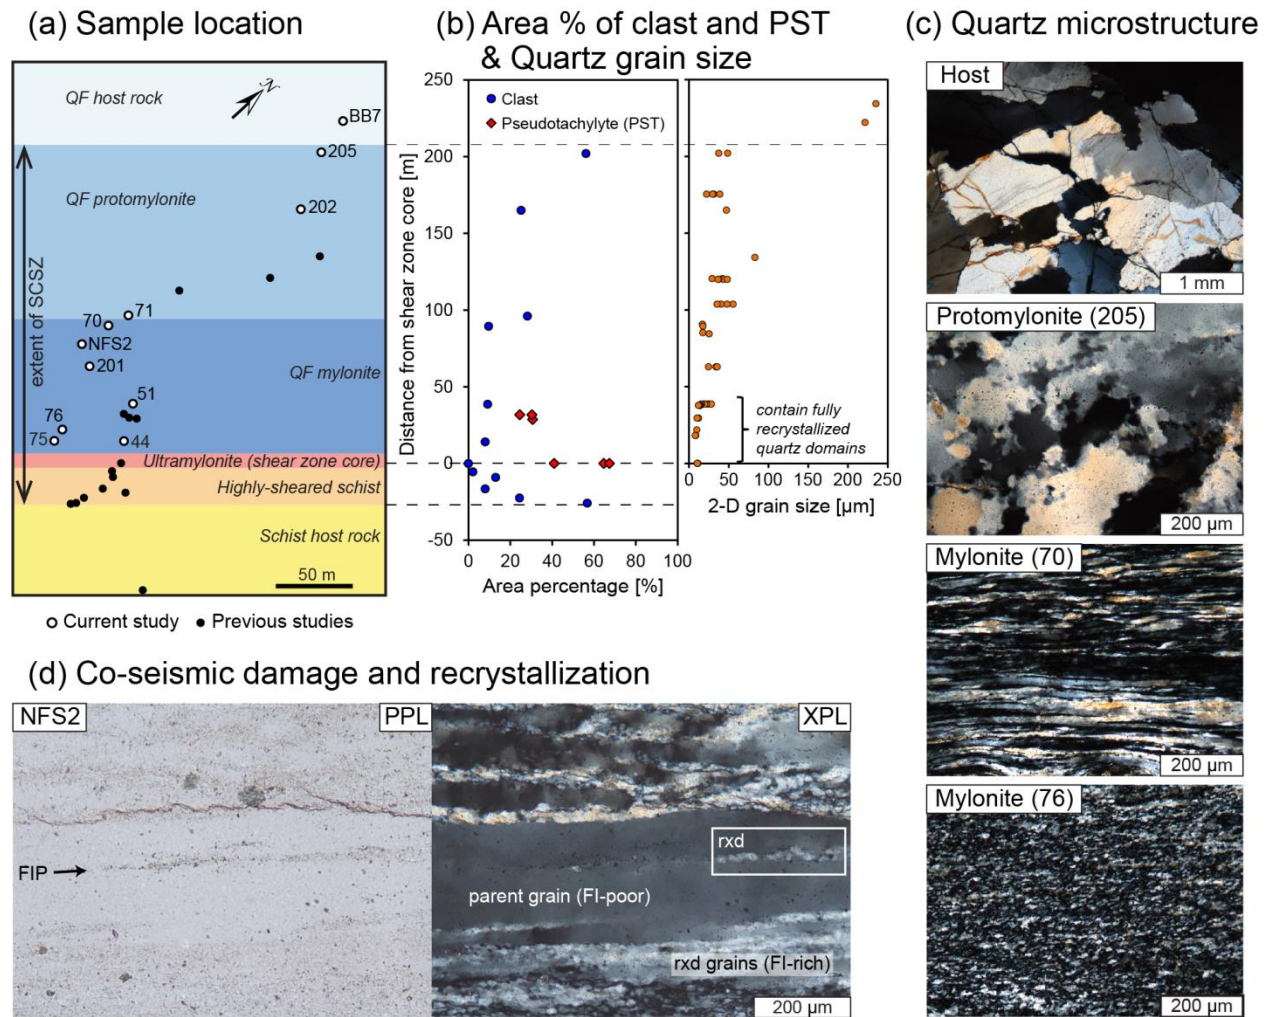 (a) Sample location
QF host rock
N
BB7
205
QF protomylonite
202
extent of SCSZ
71
70
NFS2
201
QF mylonite
51
76
75
44
Ultramylonite (shear zone core)
Highly-sheared schist
Schist host rock
50 m
Current study
Previous studies
(b) Area % of clast and PST
& Quartz grain size
Distance from shear zone core [m]
250
200
150
100
50
0
-50
Clast
Pseudotachylyte (PST)
0 20 40 60 80 100
Area percentage [%]
contain fully
recrystallized
quartz domains
0 50 100 150 200 250
2-D grain size [µm]
(c) Quartz microstructure
Host
1 mm
Protomylonite (205)
200 µm
Mylonite (70)
200 µm
Mylonite (76)
200 µm
(d) Co-seismic damage and recrystallization
NFS2
PPL
XPL
FIP
rxd
parent grain (FI-poor)
rxd grains (FI-rich)
200 µm